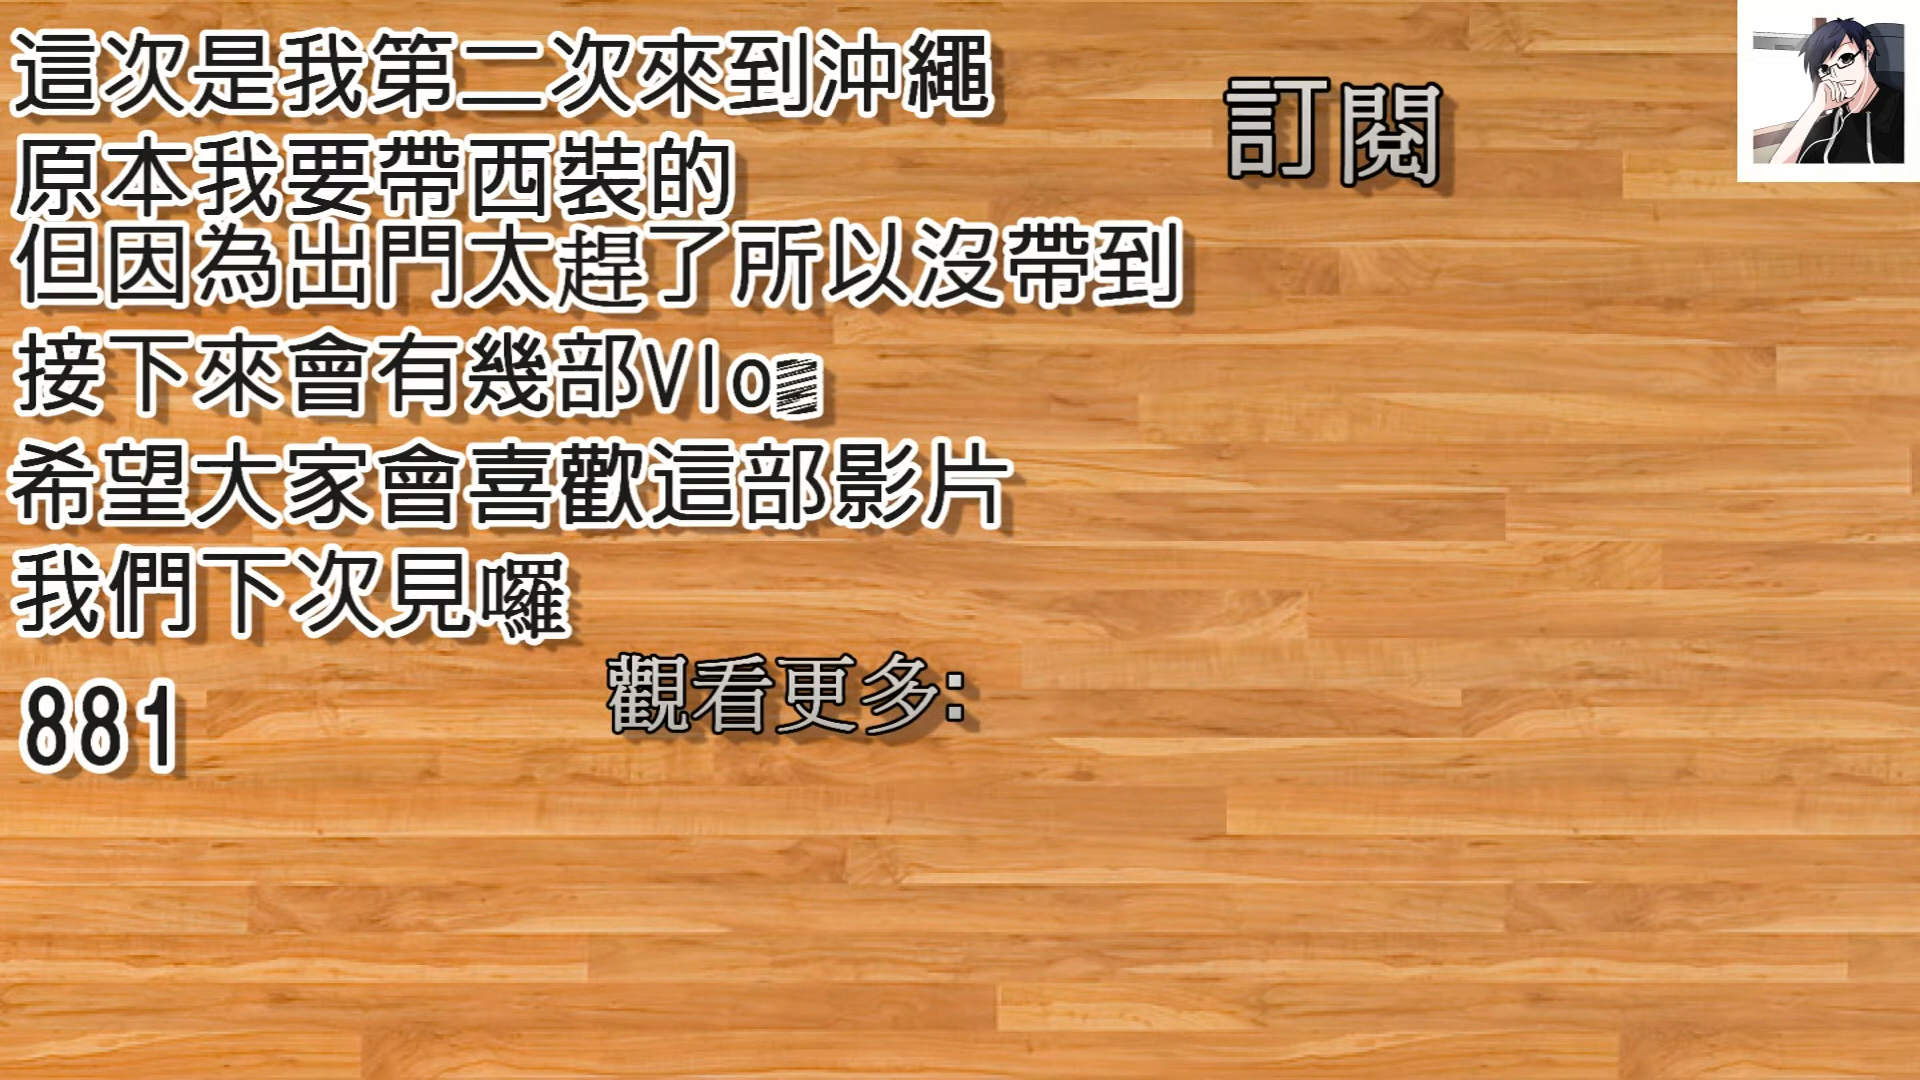 這次是我第二次來到沖繩
訂閱
原本我要帶西裝的
但因為出門太趕了所以沒帶到
接下來會有幾部Vlo
希望大家會喜歡這部影片
我們下次見囉
觀看更多:
881